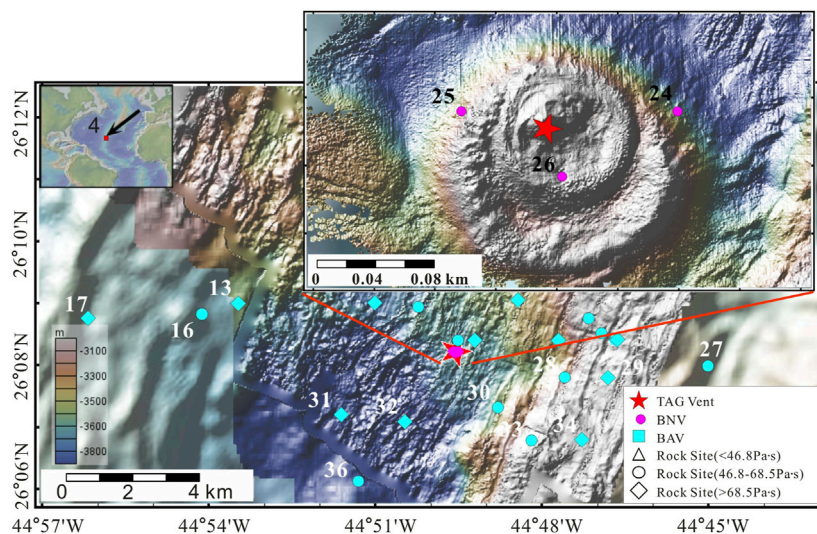 4
25
24
26
0 0.04 0.08 km
26°12'N
26°10'N
26°08'N
26°06'N
17
16
13
m
-3100
-3300
-3500
-3600
-3800
27
28
29
30
31
32
33
34
36
0 2 4 km
TAG Vent
BNV
BAV
Rock Site(<46.8Pa·s)
Rock Site(46.8-68.5Pa·s)
Rock Site(>68.5Pa·s)
44°57'W 44°54'W 44°51'W 44°48'W 44°45'W